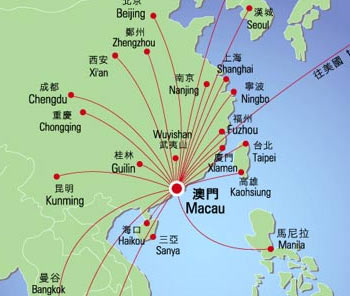 北京
Beijing
漢城
Seoul
鄭州
Zhengzhou
西安
Xi'an
上海
Shanghai
往美國
南京
Nanjing
寧波
Ningbo
成都
Chengdu
重慶
Chongqing
福州
Fuzhou
Wuyishan
武夷山
台北
Taipei
廈門
Xiamen
桂林
Guilin
高雄
Kaohsiung
昆明
Kunming
澳門
Macau
海口
Haikou
三亞
Sanya
馬尼拉
Manila
曼谷
Bangkok